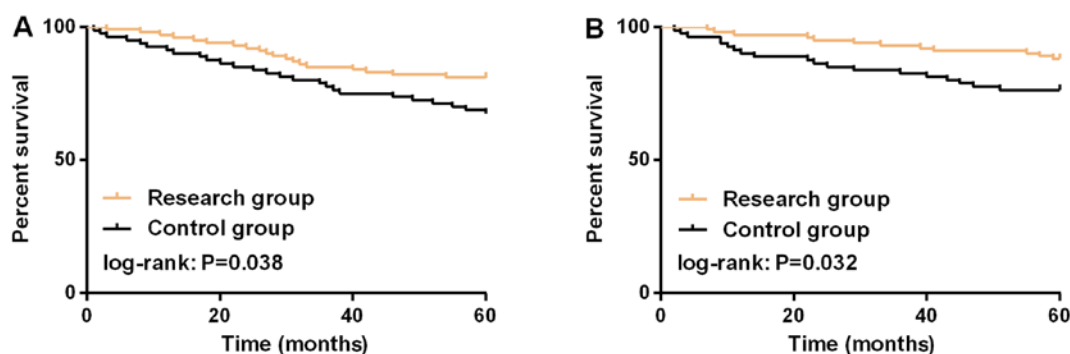 A
Percent survival
100
50
0
Research group
Control group
log-rank: P=0.038
0 20 40 60
Time (months)
B
Percent survival
100
50
0
Research group
Control group
log-rank: P=0.032
0 20 40 60
Time (months)